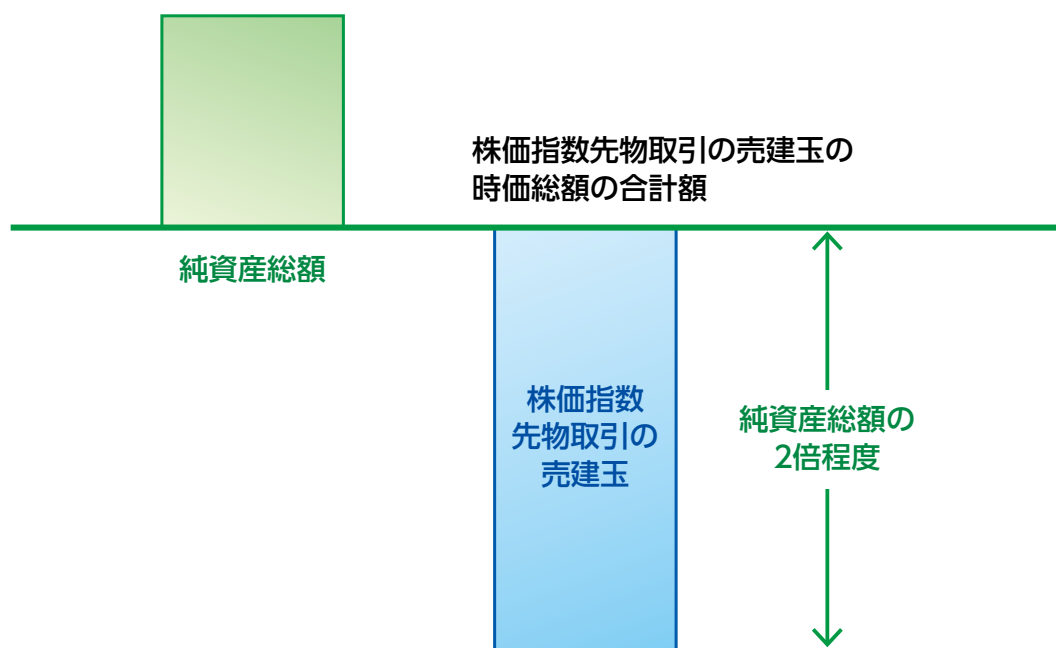 株価指数先物取引の売建玉の
時価総額の合計額
純資産総額
株価指数
先物取引の
売建玉
純資産総額の
2倍程度